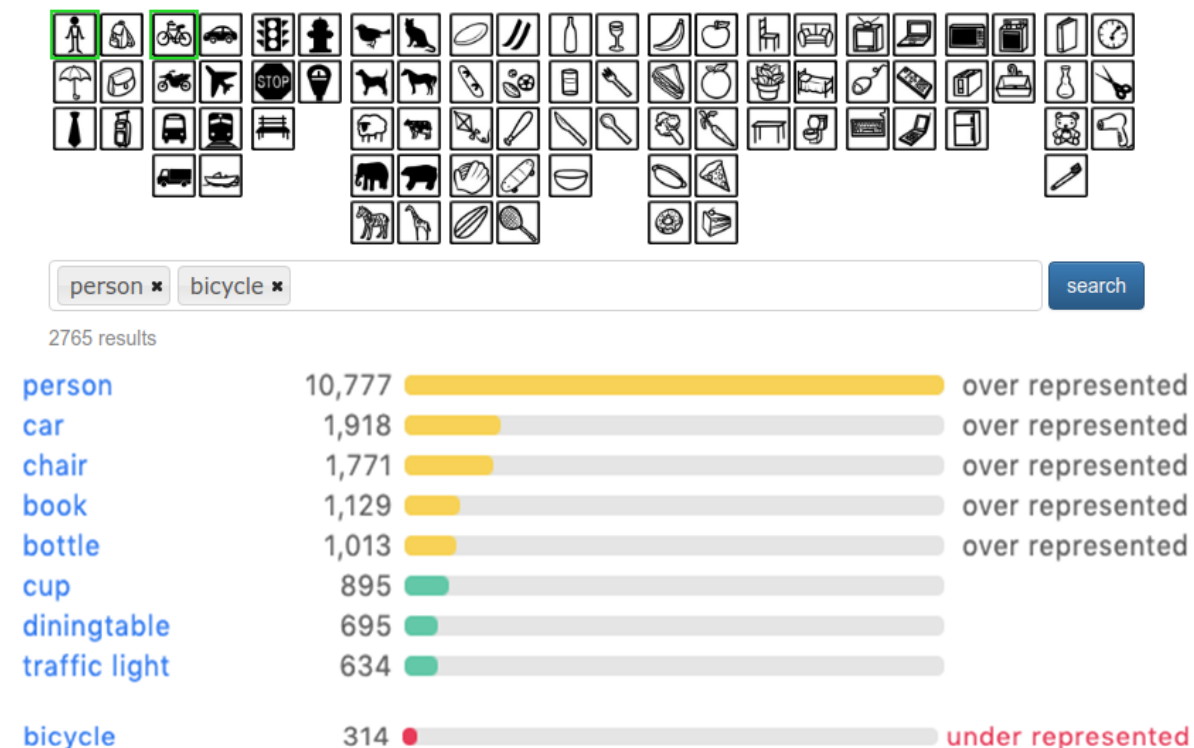 STOP
person × bicycle × search
2765 results
person 10,777 over represented
car 1,918 over represented
chair 1,771 over represented
book 1,129 over represented
bottle 1,013 over represented
cup 895
diningtable 695
traffic light 634
bicycle 314 under represented